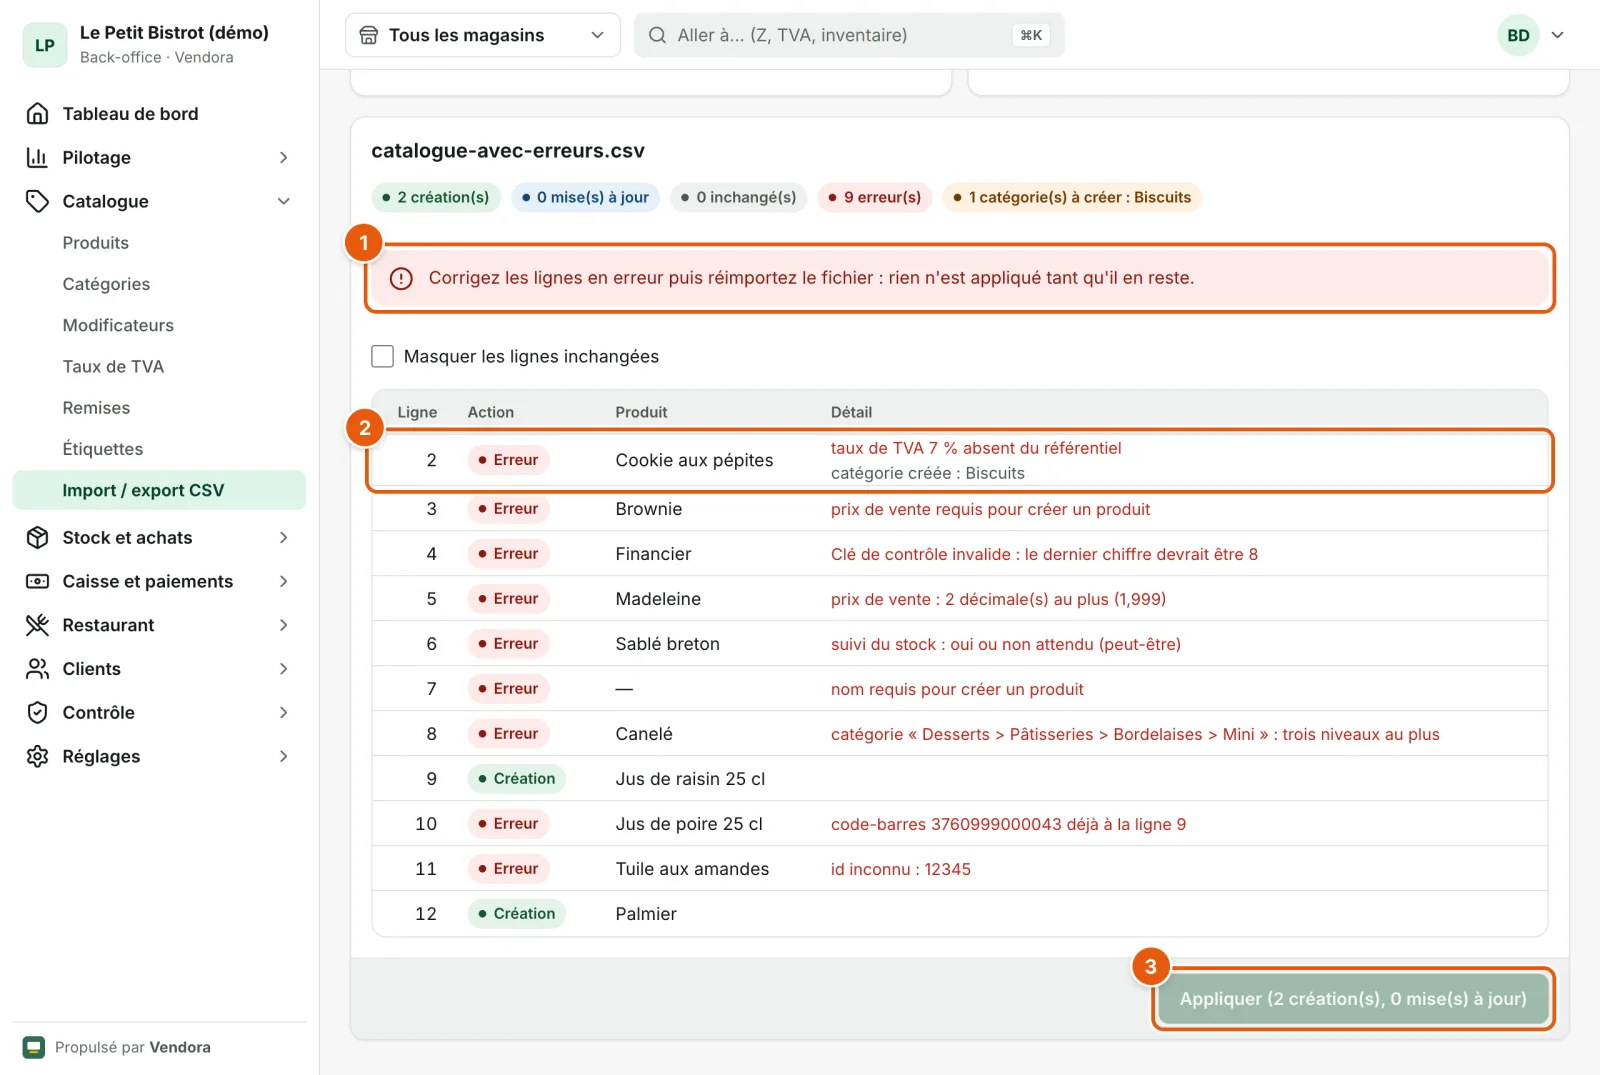 LP
Le Petit Bistrot (démo)
Back-office · Vendora
Tous les magasins
Aller à... (Z, TVA, inventaire)
⌘K
BD
Tableau de bord
Pilotage
Catalogue
Produits
Catégories
Modificateurs
Taux de TVA
Remises
Étiquettes
Import / export CSV
Stock et achats
Caisse et paiements
Restaurant
Clients
Contrôle
Réglages
Propulsé par Vendora
catalogue-avec-erreurs.csv
2 création(s)
0 mise(s) à jour
0 inchangé(s)
9 erreur(s)
1 catégorie(s) à créer : Biscuits
1
Corrigez les lignes en erreur puis réimportez le fichier : rien n'est appliqué tant qu'il en reste.
Masquer les lignes inchangées
Ligne Action Produit Détail
2
2 Erreur Cookie aux pépites taux de TVA 7 % absent du référentiel
catégorie créée : Biscuits
3 Erreur Brownie prix de vente requis pour créer un produit
4 Erreur Financier Clé de contrôle invalide : le dernier chiffre devrait être 8
5 Erreur Madeleine prix de vente : 2 décimale(s) au plus (1,999)
6 Erreur Sablé breton suivi du stock : oui ou non attendu (peut-être)
7 Erreur — nom requis pour créer un produit
8 Erreur Canelé catégorie « Desserts > Pâtisseries > Bordelaises > Mini » : trois niveaux au plus
9 Création Jus de raisin 25 cl
10 Erreur Jus de poire 25 cl code-barres 3760999000043 déjà à la ligne 9
11 Erreur Tuile aux amandes id inconnu : 12345
12 Création Palmier
3
Appliquer (2 création(s), 0 mise(s) à jour)